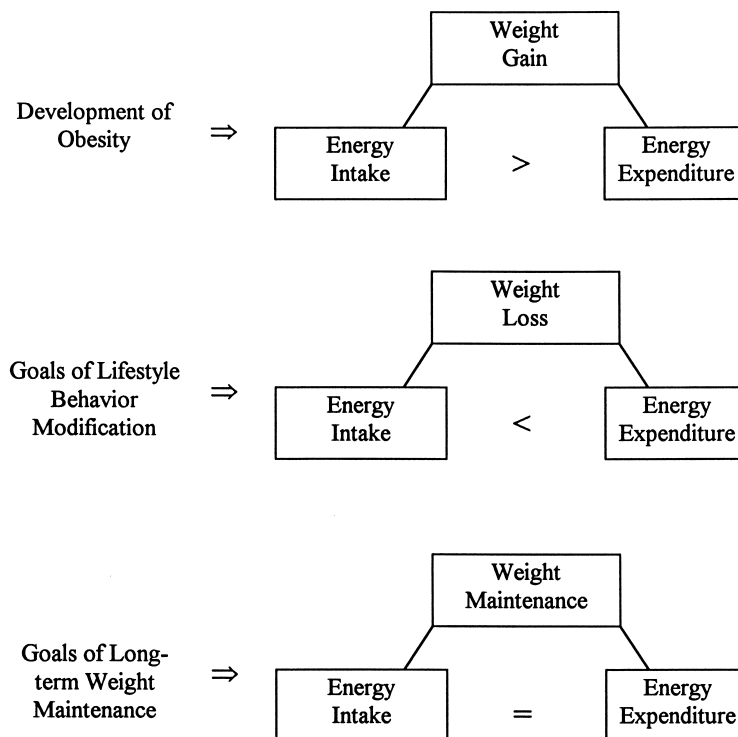 Weight
Gain
Development of
Obesity
⇒
Energy
Intake
>
Energy
Expenditure
Weight
Loss
Goals of Lifestyle
Behavior
Modification
⇒
Energy
Intake
<
Energy
Expenditure
Weight
Maintenance
Goals of Long-
term Weight
Maintenance
⇒
Energy
Intake
=
Energy
Expenditure